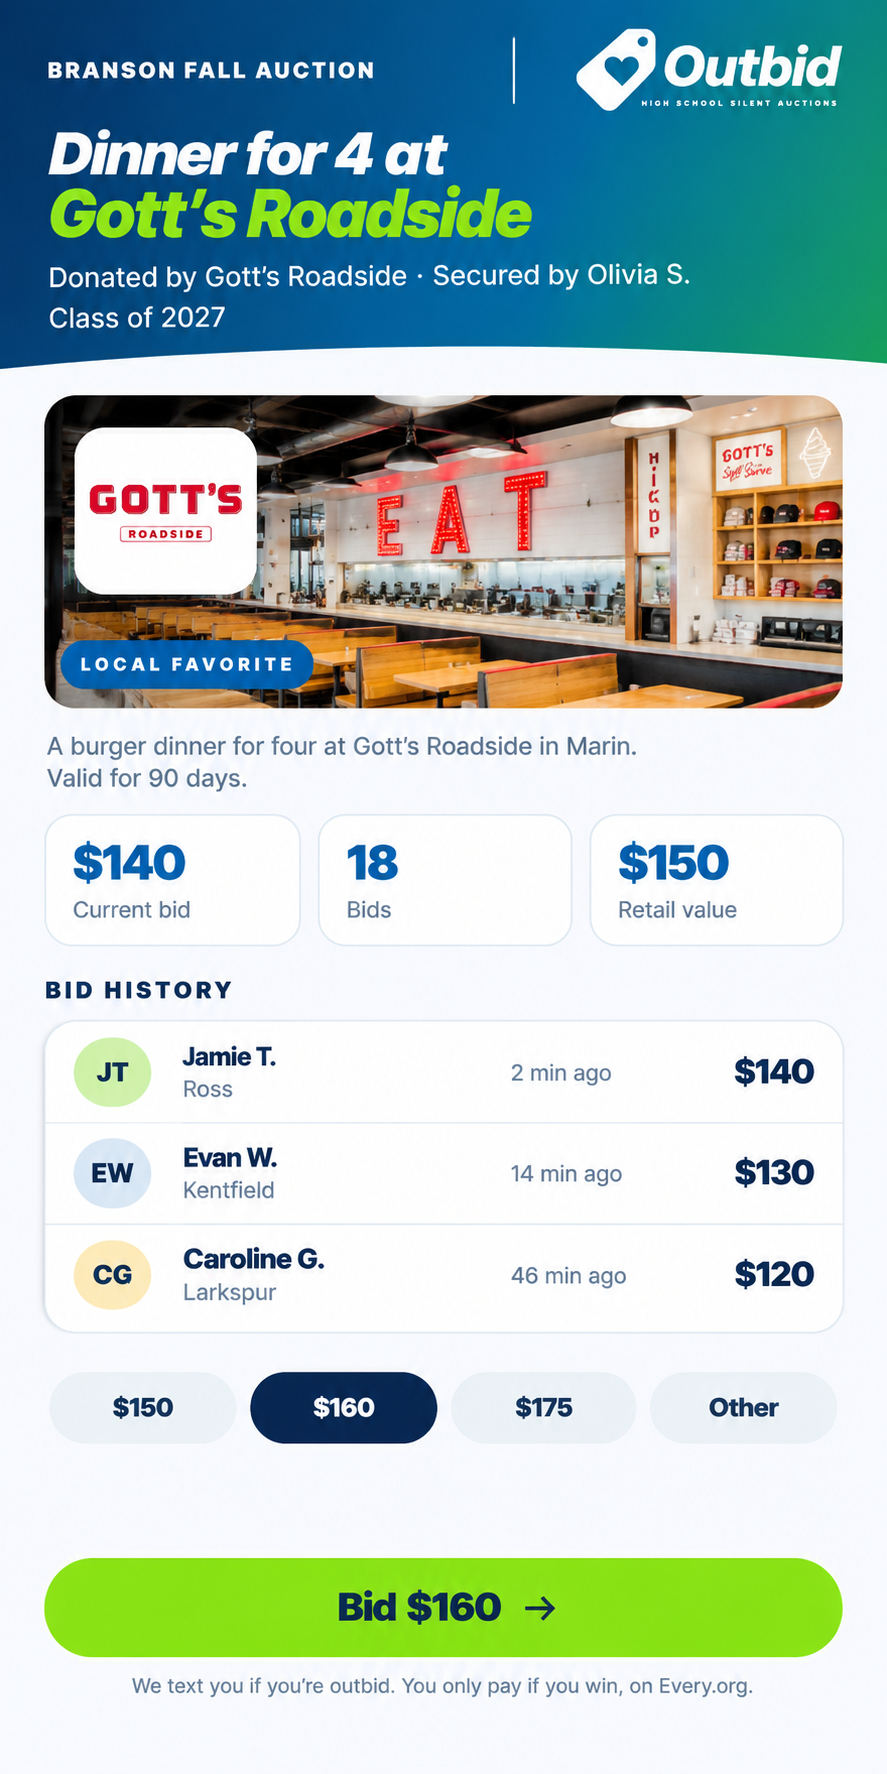 BRANSON FALL AUCTION
Outbid
HIGH SCHOOL SILENT AUCTIONS
Dinner for 4 at
Gott's Roadside
Donated by Gott's Roadside · Secured by Olivia S.
Class of 2027
GOTT'S
ROADSIDE
EAT
HICUP
GOTT'S
Serve
LOCAL FAVORITE
A burger dinner for four at Gott's Roadside in Marin.
Valid for 90 days.
$140
Current bid
18
Bids
$150
Retail value
BID HISTORY
JT
Jamie T.
Ross
2 min ago
$140
EW
Evan W.
Kentfield
14 min ago
$130
CG
Caroline G.
Larkspur
46 min ago
$120
$150
$160
$175
Other
Bid $160 →
We text you if you're outbid. You only pay if you win, on Every.org.